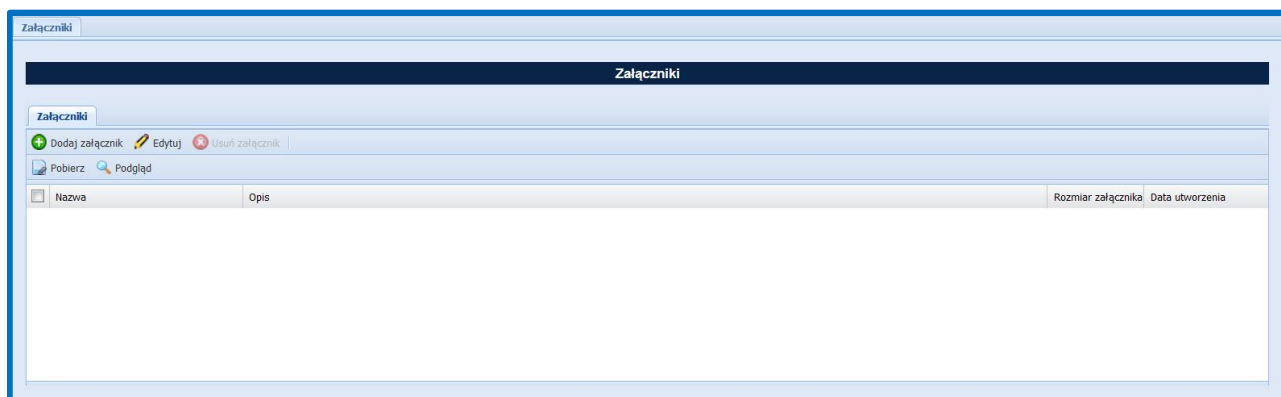 Załączniki
Załączniki
Załączniki
Dodaj załącznik Edytuj Usuń załącznik
Pobierz Podgląd
Nazwa Opis Rozmiar załącznika Data utworzenia